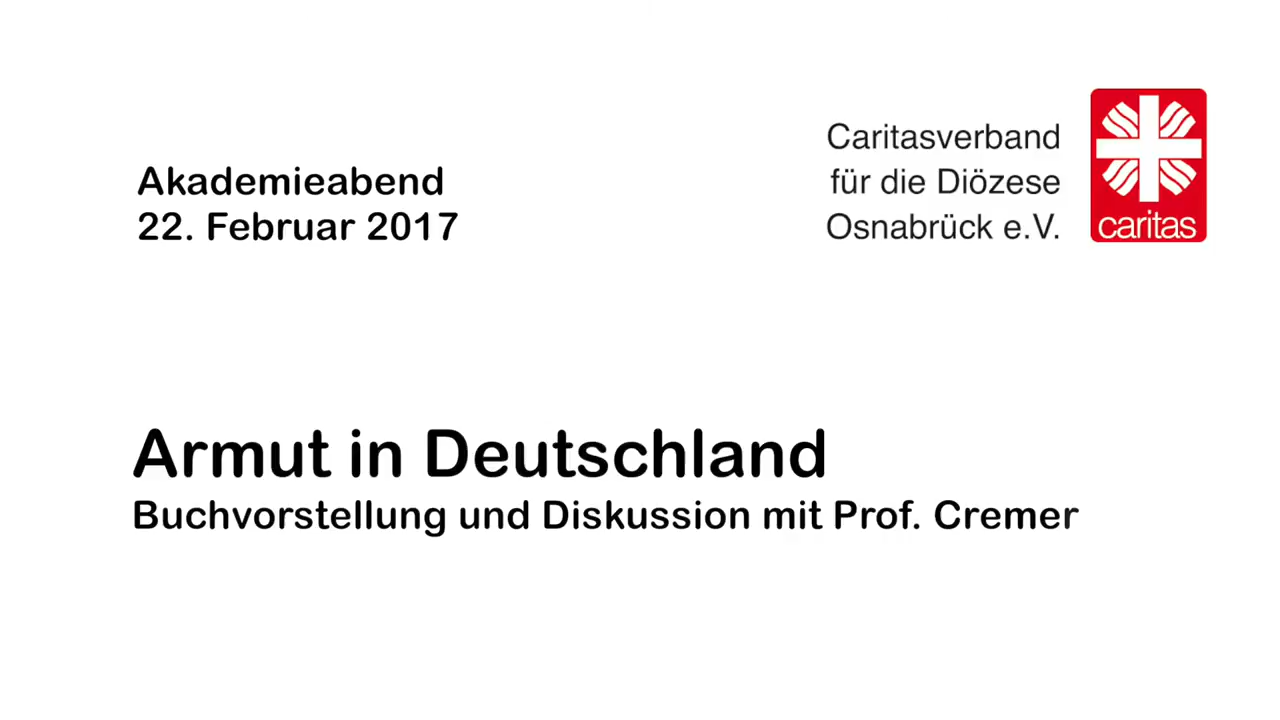 Akademieabend
22. Februar 2017
Caritasverband
für die Diözese
Osnabrück e.V.
caritas
Armut in Deutschland
Buchvorstellung und Diskussion mit Prof. Cremer